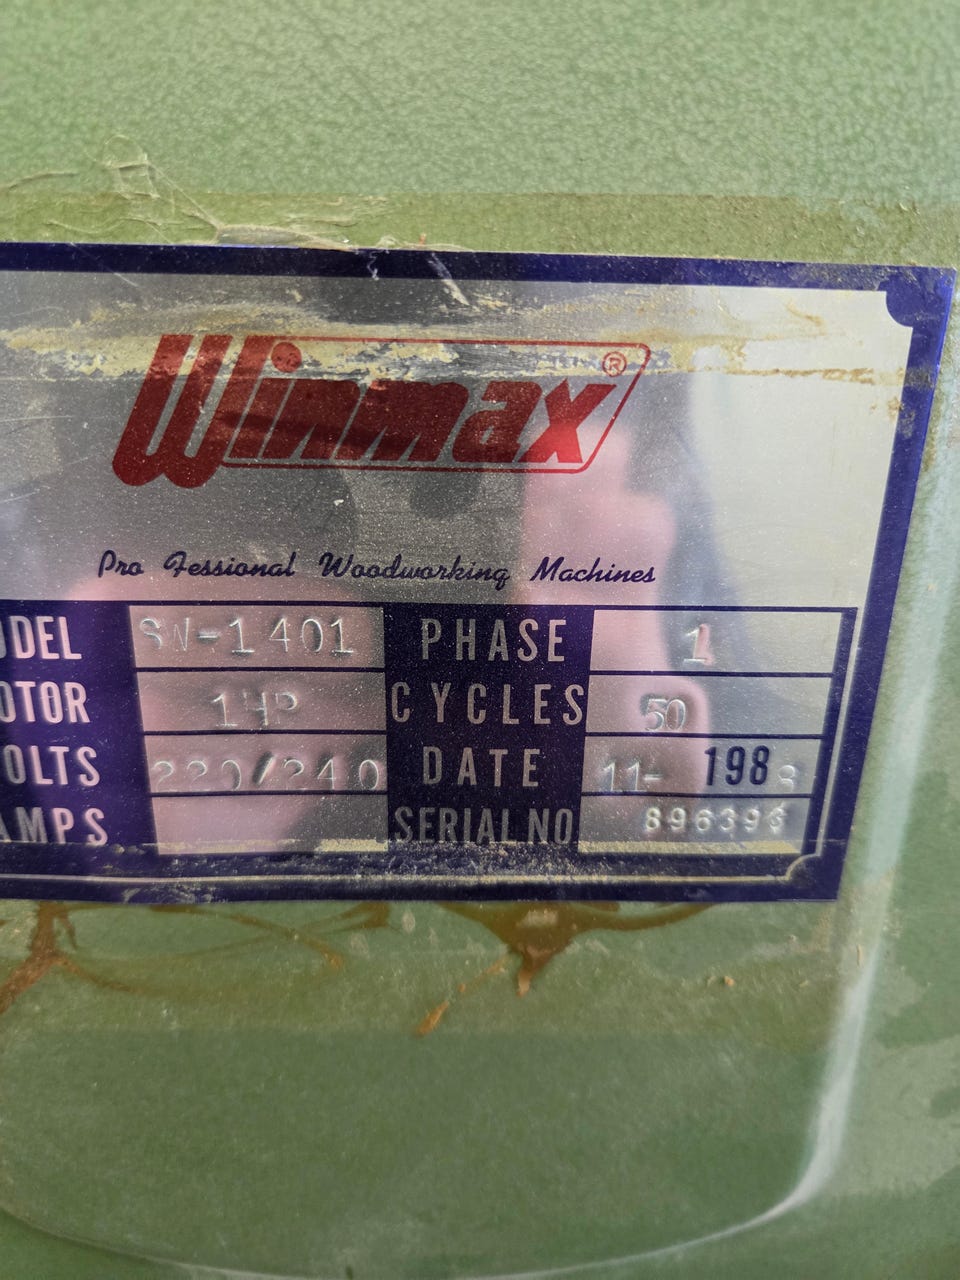 Winmax ®
Pro Fessional Woodworking Machines
ODEL SW-1401 PHASE 1
OTOR 1HP CYCLES 50
OLTS 220/240 DATE 11- 1988
AMPS SERIAL NO